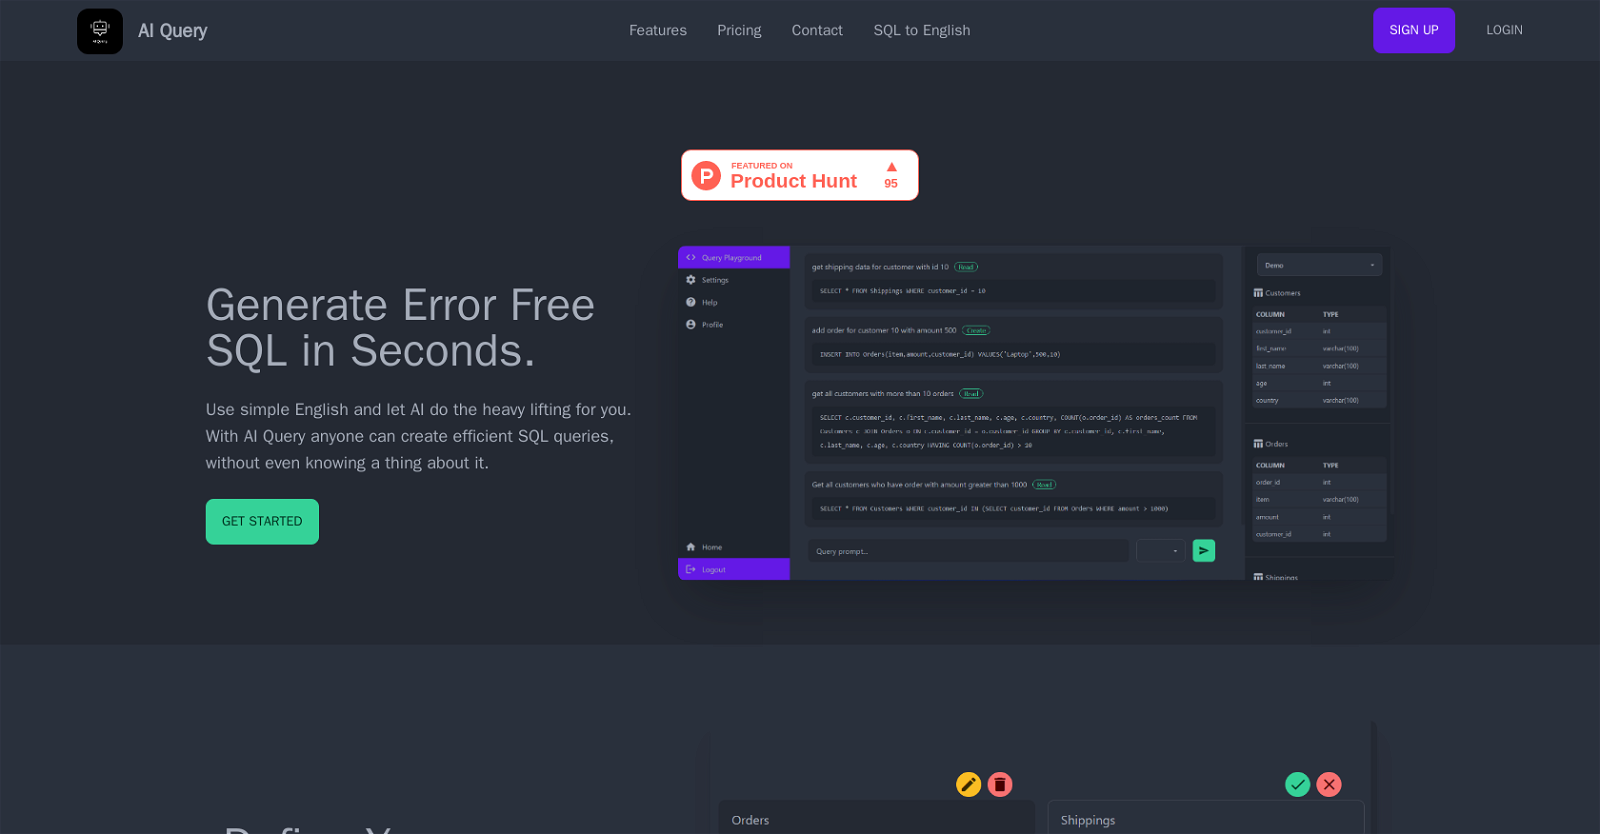 AI Query
AI Query
Features
Pricing
Contact
SQL to English
SIGN UP
LOGIN
FEATURED ON
Product Hunt
95
Generate Error Free
SQL in Seconds.
Use simple English and let AI do the heavy lifting for you.
With AI Query anyone can create efficient SQL queries,
without even knowing a thing about it.
GET STARTED
Query Playground
Settings
Help
Profile
Home
Logout
get shipping data for customer with id 10 Read
SELECT * FROM Shippings WHERE customer_id = 10
add order for customer 10 with amount 500 Create
INSERT INTO Orders(item,amount,customer_id) VALUES('Laptop',500,10)
get all customers with more than 10 orders Read
SELECT c.customer_id, c.first_name, c.last_name, c.age, c.country, COUNT(o.order_id) AS orders_count FROM
Customers c JOIN Orders o ON c.customer_id = o.customer_id GROUP BY c.customer_id, c.first_name,
c.last_name, c.age, c.country HAVING COUNT(o.order_id) > 10
Get all customers who have order with amount greater than 1000 Read
SELECT * FROM Customers WHERE customer_id IN (SELECT customer_id FROM Orders WHERE amount > 1000)
Query prompt...
Demo
Customers
COLUMN TYPE
customer_id int
first_name varchar(100)
last_name varchar(100)
age int
country varchar(100)
Orders
COLUMN TYPE
order_id int
item varchar(100)
amount int
customer_id int
Shippings
Orders
Shippings